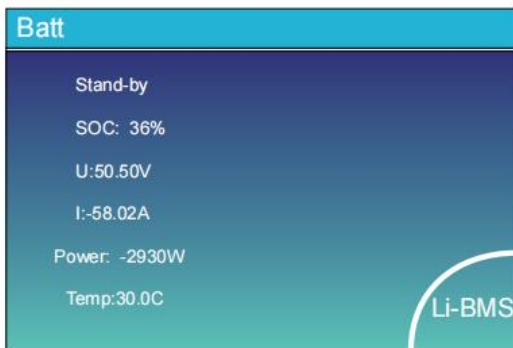 Batt
Stand-by
SOC: 36%
U:50.50V
I:-58.02A
Power: -2930W
Temp:30.0C
Li-BMS